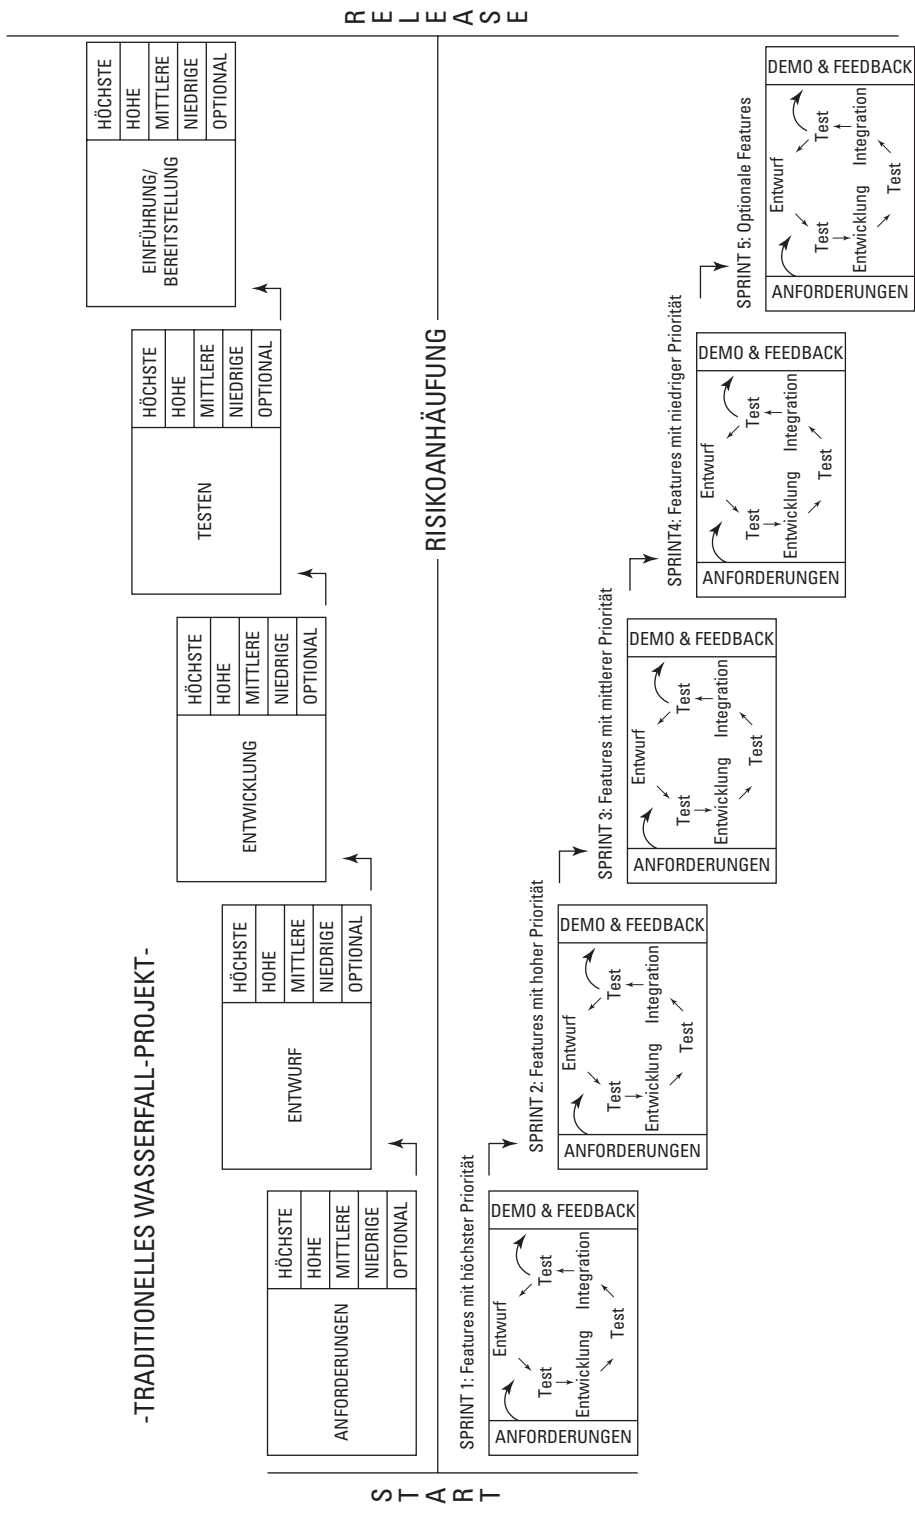 -TRADITIONELLES WASSERFALL-PROJEKT-
START
ANFORDERUNGEN
HÖCHSTE
HOHE
MITTLERE
NIEDRIGE
OPTIONAL
ENTWURF
HÖCHSTE
HOHE
MITTLERE
NIEDRIGE
OPTIONAL
ENTWICKLUNG
HÖCHSTE
HOHE
MITTLERE
NIEDRIGE
OPTIONAL
TESTEN
HÖCHSTE
HOHE
MITTLERE
NIEDRIGE
OPTIONAL
EINFÜHRUNG/
BEREITSTELLUNG
HÖCHSTE
HOHE
MITTLERE
NIEDRIGE
OPTIONAL
RISIKOANHÄUFUNG
RELEASE
SPRINT 1: Features mit höchster Priorität
ANFORDERUNGEN
Entwurf
Test
Entwicklung
Test
Integration
Test
DEMO & FEEDBACK
SPRINT 2: Features mit hoher Priorität
ANFORDERUNGEN
Entwurf
Test
Entwicklung
Test
Integration
Test
DEMO & FEEDBACK
SPRINT 3: Features mit mittlerer Priorität
ANFORDERUNGEN
Entwurf
Test
Entwicklung
Test
Integration
Test
DEMO & FEEDBACK
SPRINT4: Features mit niedriger Priorität
ANFORDERUNGEN
Entwurf
Test
Entwicklung
Test
Integration
Test
DEMO & FEEDBACK
SPRINT 5: Optionale Features
ANFORDERUNGEN
Entwurf
Test
Entwicklung
Test
Integration
Test
DEMO & FEEDBACK